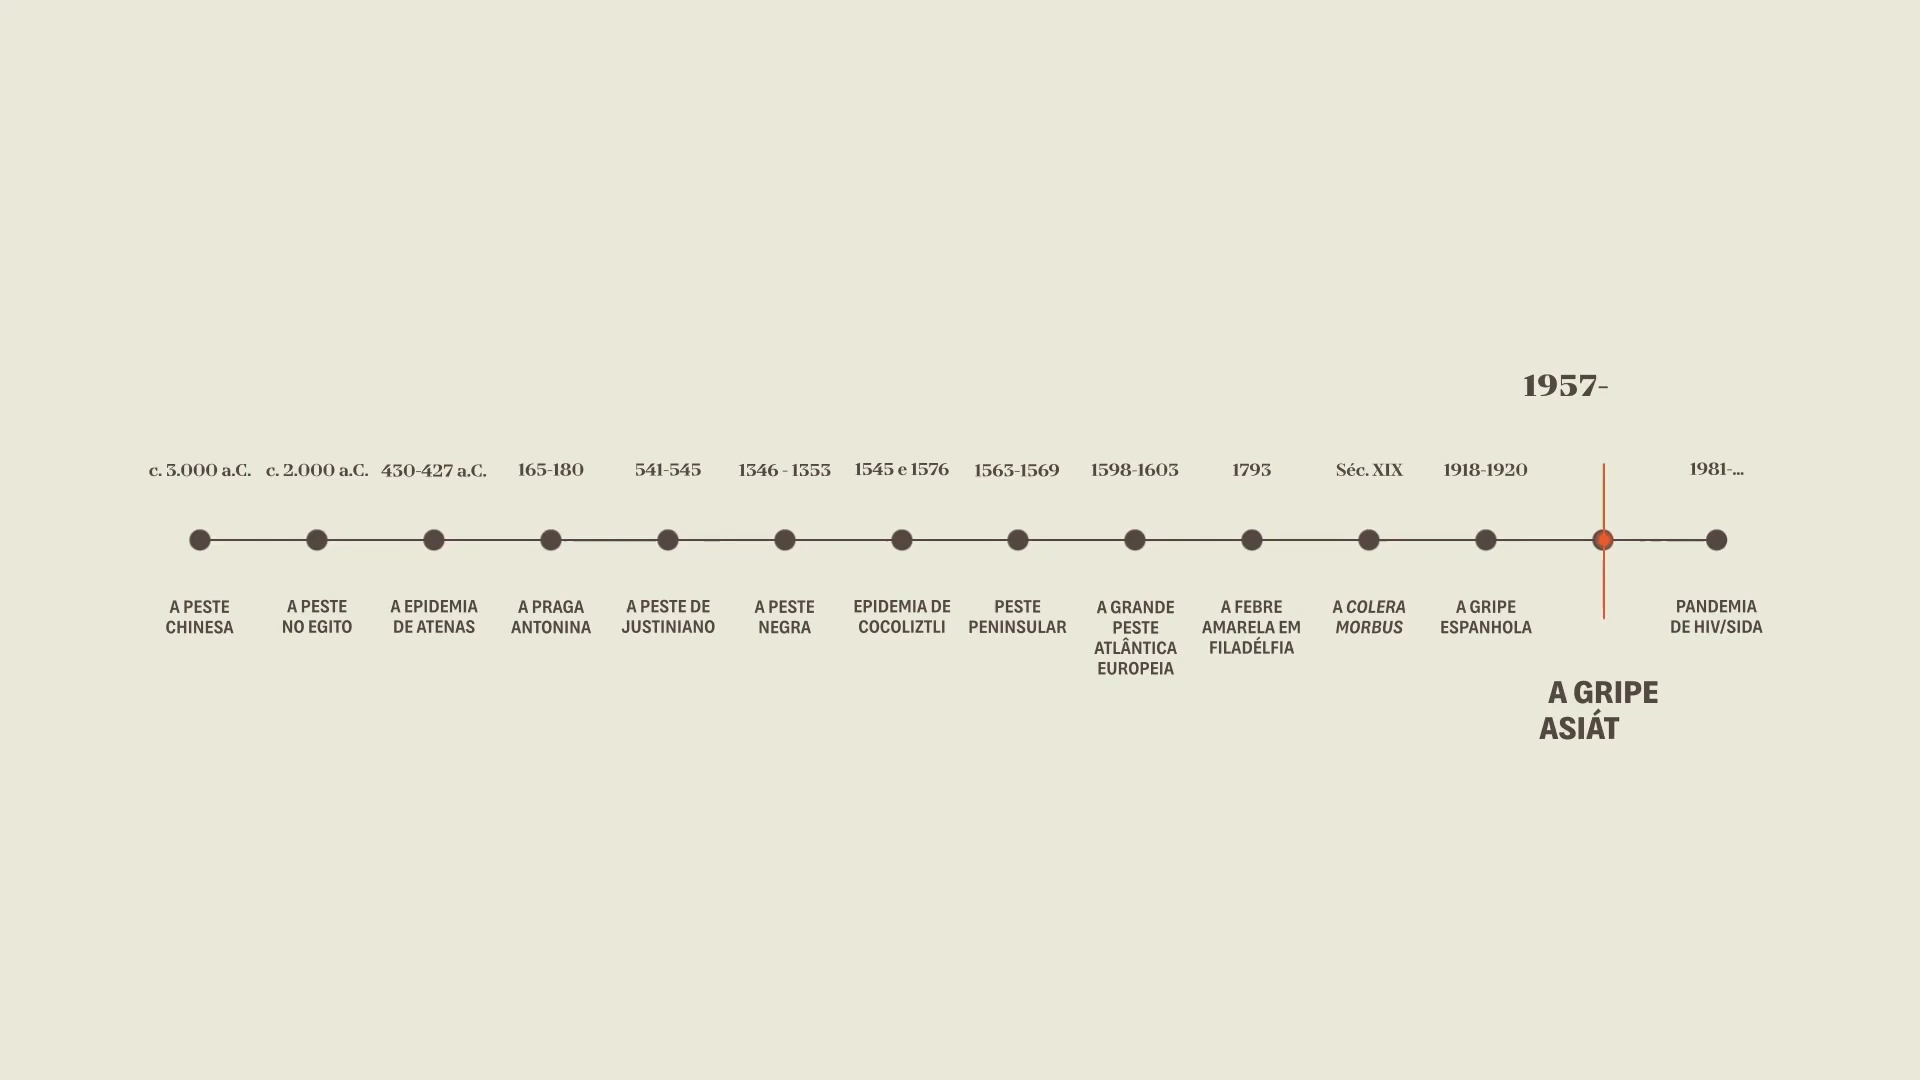 1957-
c. 3.000 a.C. c. 2.000 a.C. 430-427 a.C. 165-180 541-545 1346 - 1353 1545 e 1576 1563-1569 1598-1603 1793 Séc. XIX 1918-1920 1981-...
A PESTE
CHINESA
A PESTE
NO EGITO
A EPIDEMIA
DE ATENAS
A PRAGA
ANTONINA
A PESTE DE
JUSTINIANO
A PESTE
NEGRA
EPIDEMIA DE
COCOLIZTLI
PESTE
PENINSULAR
A GRANDE
PESTE
ATLÂNTICA
EUROPEIA
A FEBRE
AMARELA EM
FILADÉLFIA
A COLERA
MORBUS
A GRIPE
ESPANHOLA
A GRIPE
ASIÁT
PANDEMIA
DE HIV/SIDA